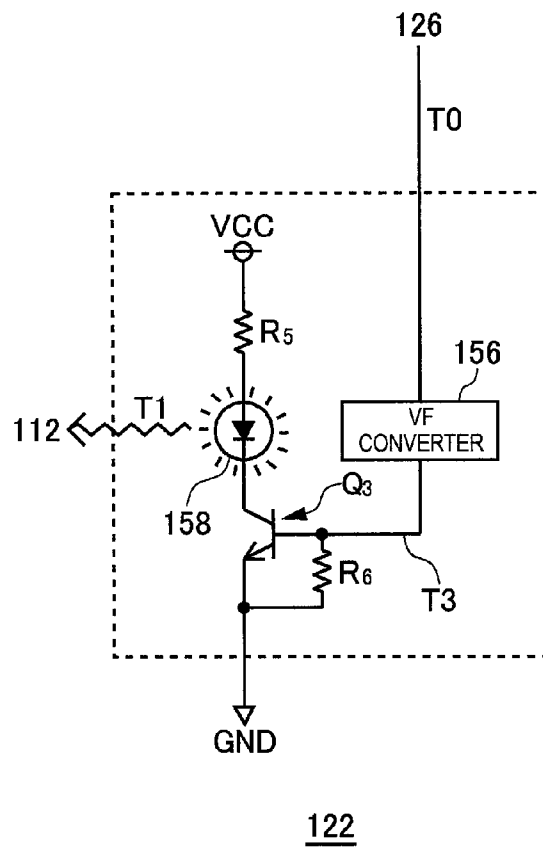 126
T0
VCC
R5
156
VF
CONVERTER
T1
112
158
Q3
R6
T3
GND
122